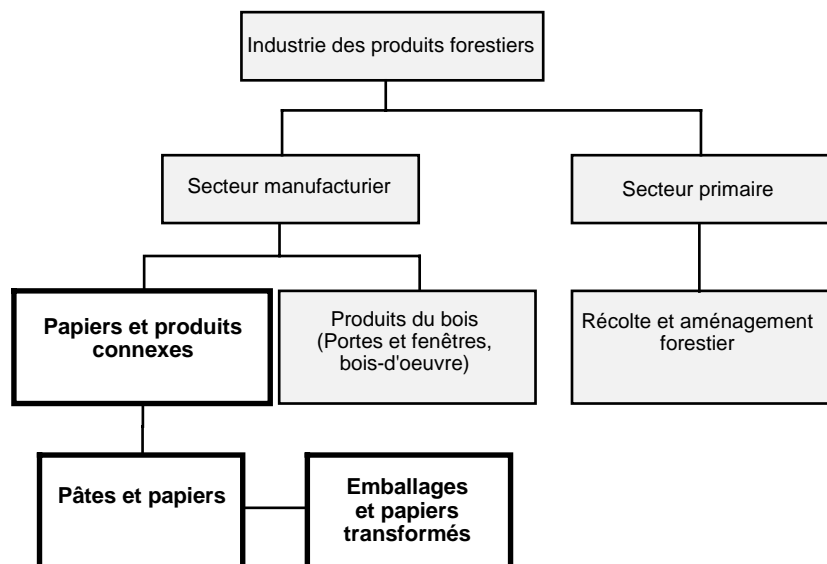 Industrie des produits forestiers
Secteur manufacturier
Secteur primaire
Papiers et produits
connexes
Produits du bois
(Portes et fenêtres,
bois-d'oeuvre)
Récolte et aménagement
forestier
Pâtes et papiers
Emballages
et papiers
transformés